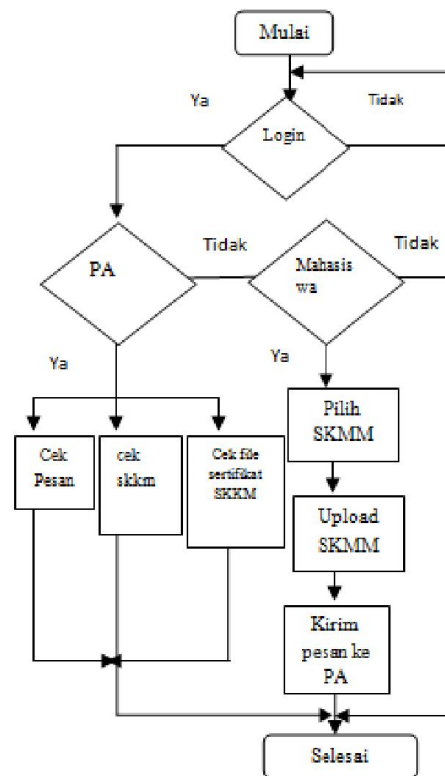 Mulai
Ya
Tidak
Login
PA
Tidak
Mahasis
wa
Tidak
Ya
Ya
Cek
Pesan
cek
skkm
Cek file
sertifikat
SKKM
Pilih
SKMM
Upload
SKMM
Kirim
pesan ke
PA
Selesai